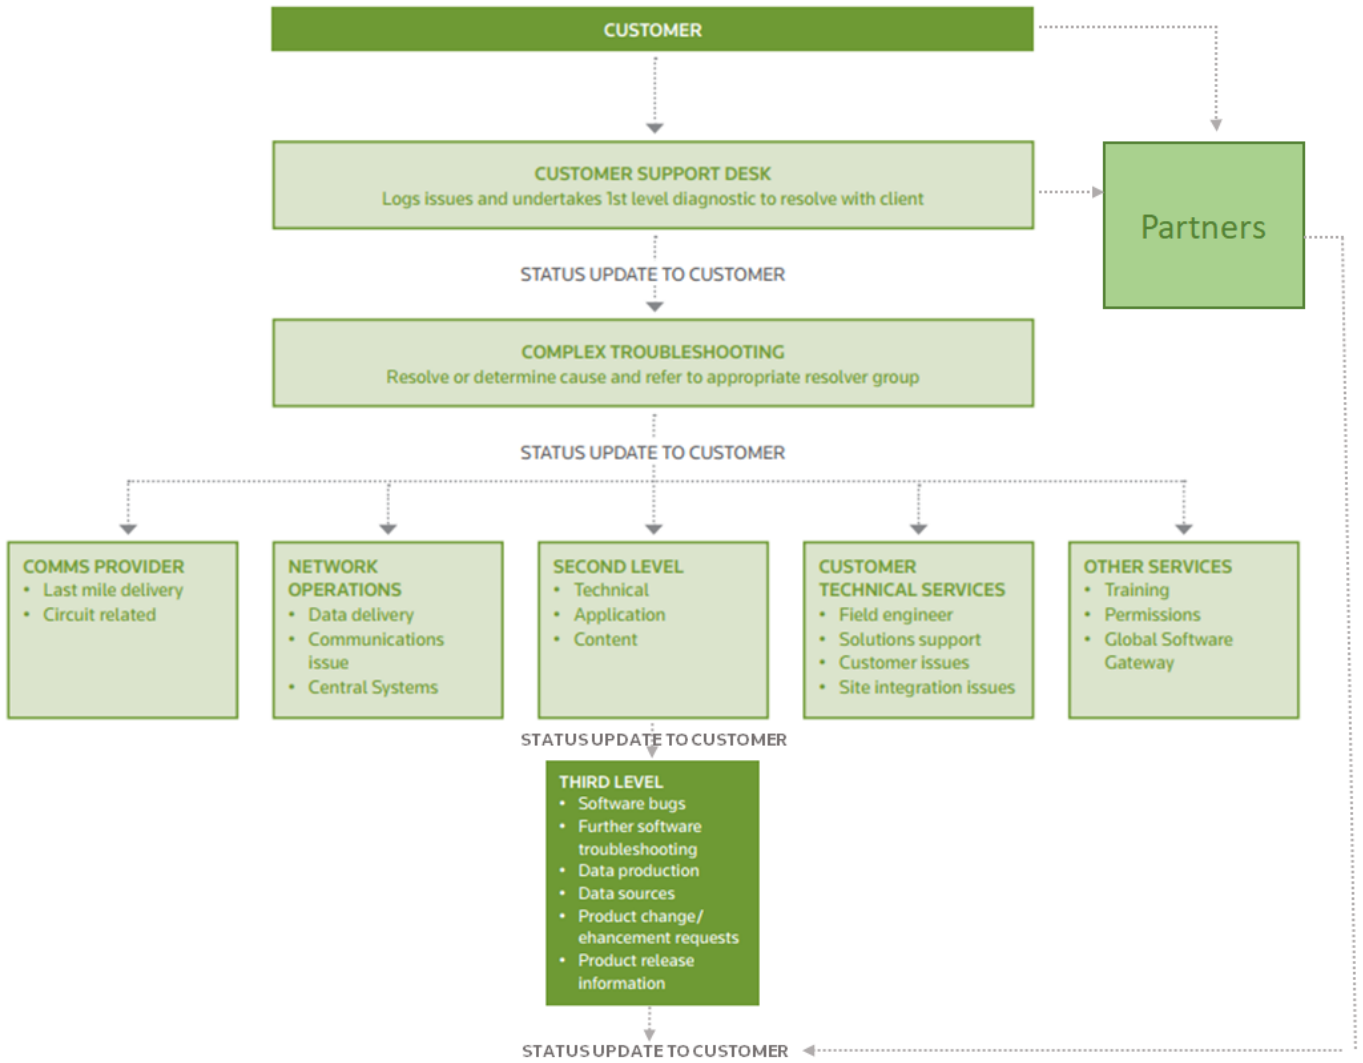 CUSTOMER
CUSTOMER SUPPORT DESK
Logs issues and undertakes 1st level diagnostic to resolve with client
Partners
STATUS UPDATE TO CUSTOMER
COMPLEX TROUBLESHOOTING
Resolve or determine cause and refer to appropriate resolver group
STATUS UPDATE TO CUSTOMER
COMMS PROVIDER
• Last mile delivery
• Circuit related
NETWORK
OPERATIONS
• Data delivery
• Communications
issue
• Central Systems
SECOND LEVEL
• Technical
• Application
• Content
CUSTOMER
TECHNICAL SERVICES
• Field engineer
• Solutions support
• Customer issues
• Site integration issues
OTHER SERVICES
• Training
• Permissions
• Global Software
Gateway
STATUS UPDATE TO CUSTOMER
THIRD LEVEL
• Software bugs
• Further software
troubleshooting
• Data production
• Data sources
• Product change/
ehancement requests
• Product release
information
STATUS UPDATE TO CUSTOMER